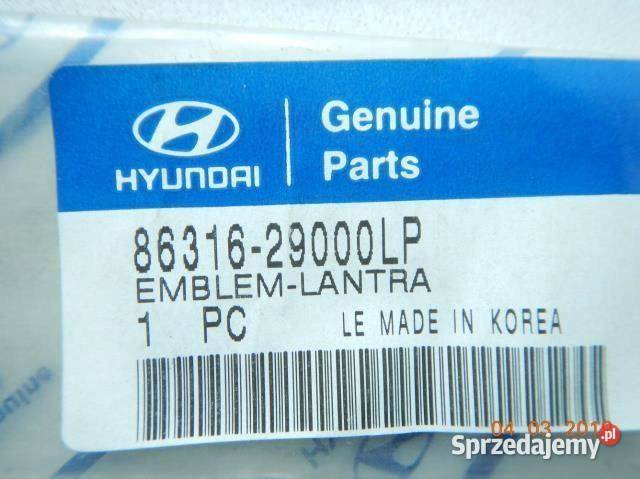 HYUNDAI
Genuine
Parts
86316-29000LP
EMBLEM-LANTRA
1 PC LE MADE IN KOREA
Sprzedajemy.pl